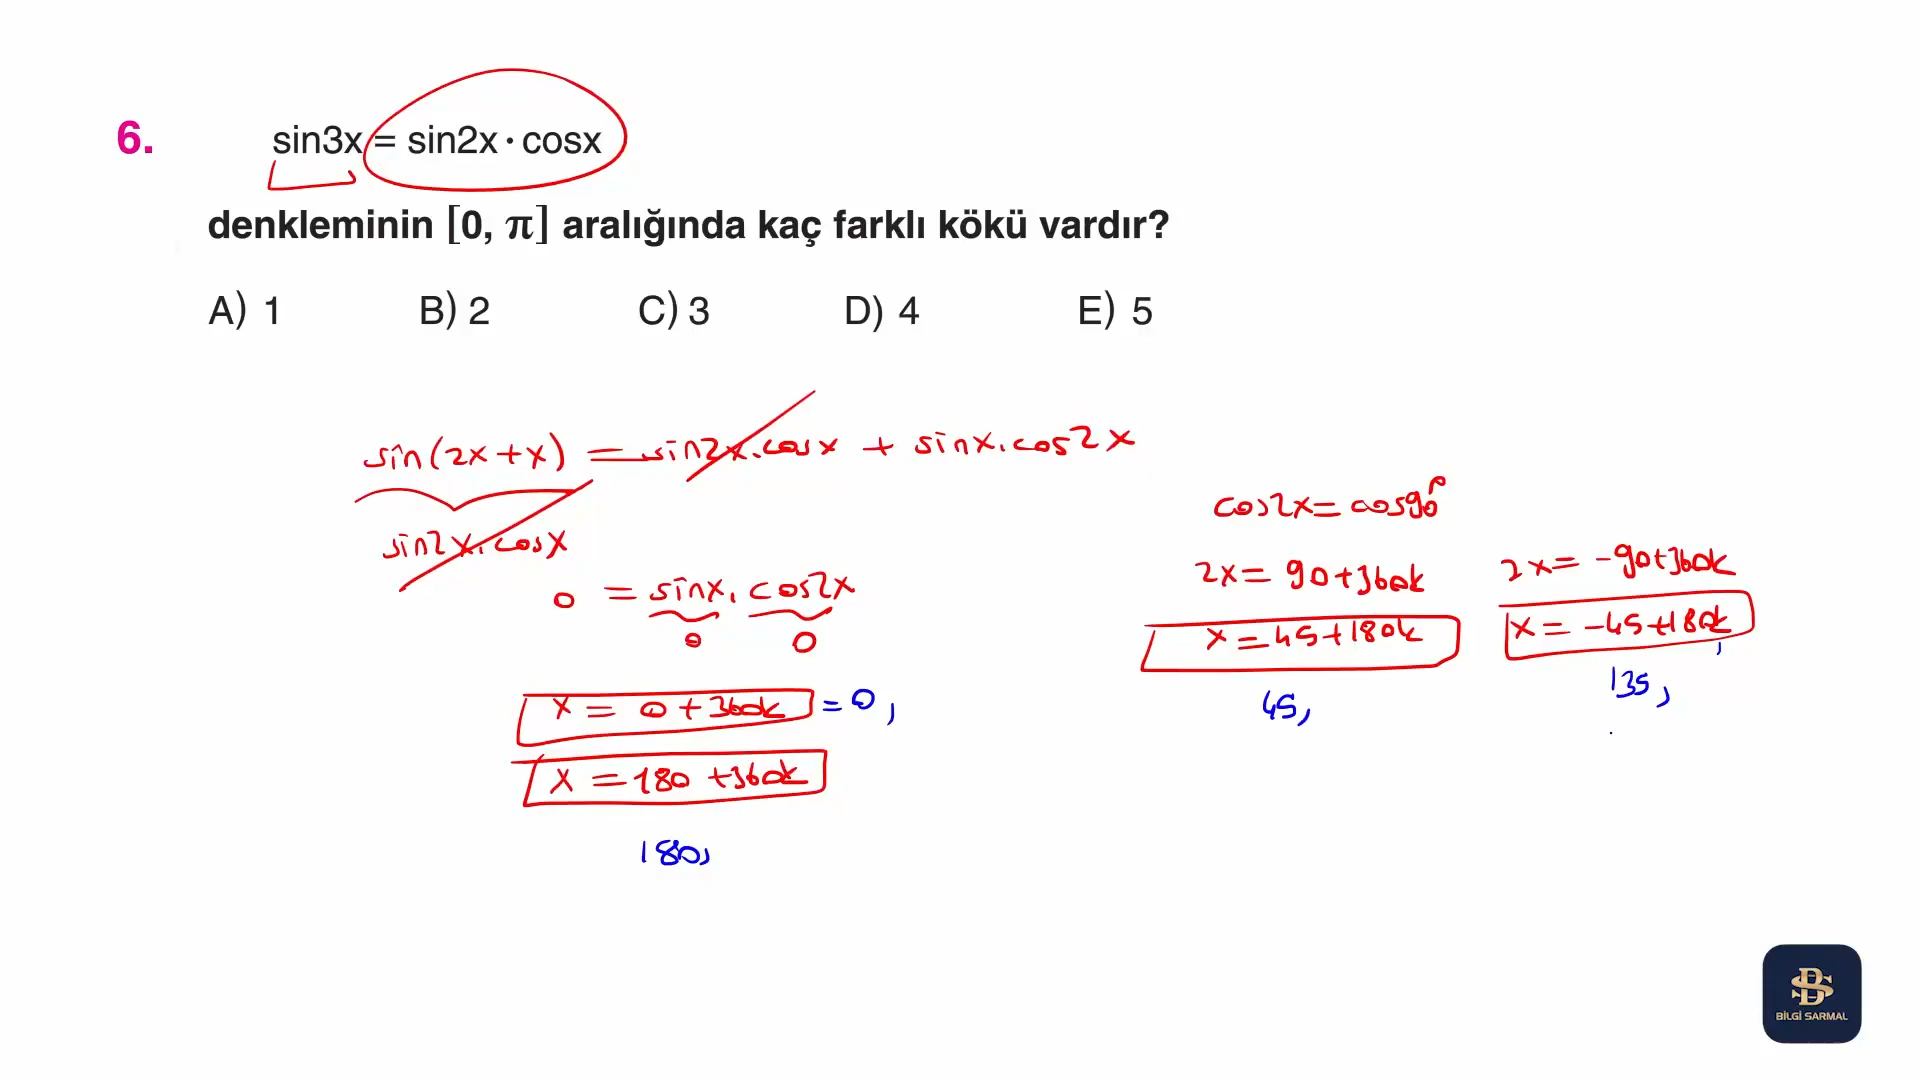 6. sin3x = sin2x · cosx
denkleminin [0, π] aralığında kaç farklı kökü vardır?
A) 1 B) 2 C) 3 D) 4 E) 5
sin(2x+x) = sin2x.cosx + sinx.cos2x
sin2x.cosx
0 = sinx. cos2x
0 0
x = 0 + 360k = 0,
x = 180 + 360k
180,
cos2x = cos90°
2x = 90+360k
x = 45+180k
45,
2x = -90+360k
x = -45+180k
135,
BS
BİLGİ SARMAL